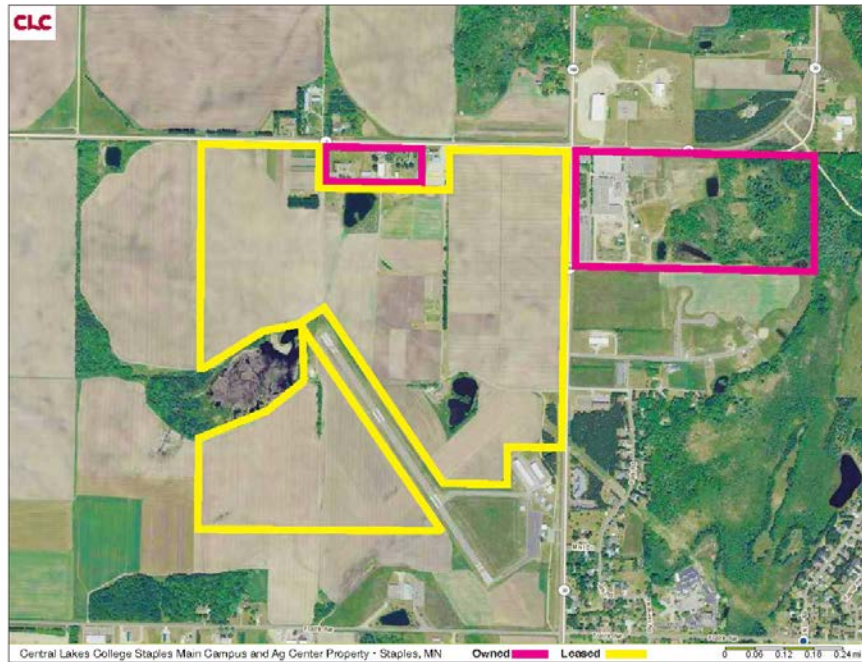 CLC
Central Lakes College Staples Main Campus and Ag Center Property • Staples, MN Owned Leased 0 0.06 0.12 0.18 0.24 mi